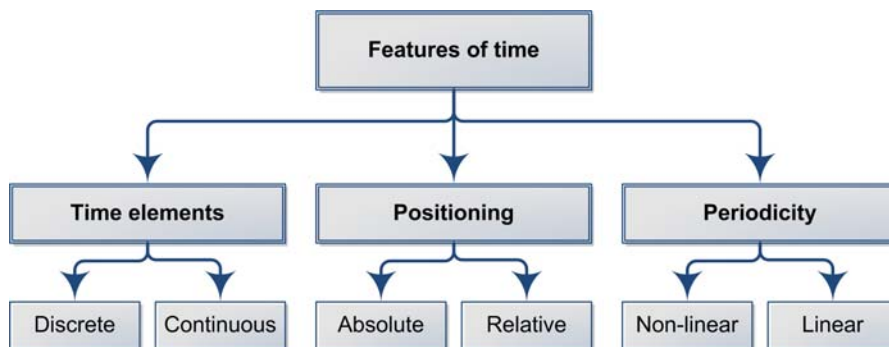 Features of time
Time elements
Positioning
Periodicity
Discrete
Continuous
Absolute
Relative
Non-linear
Linear